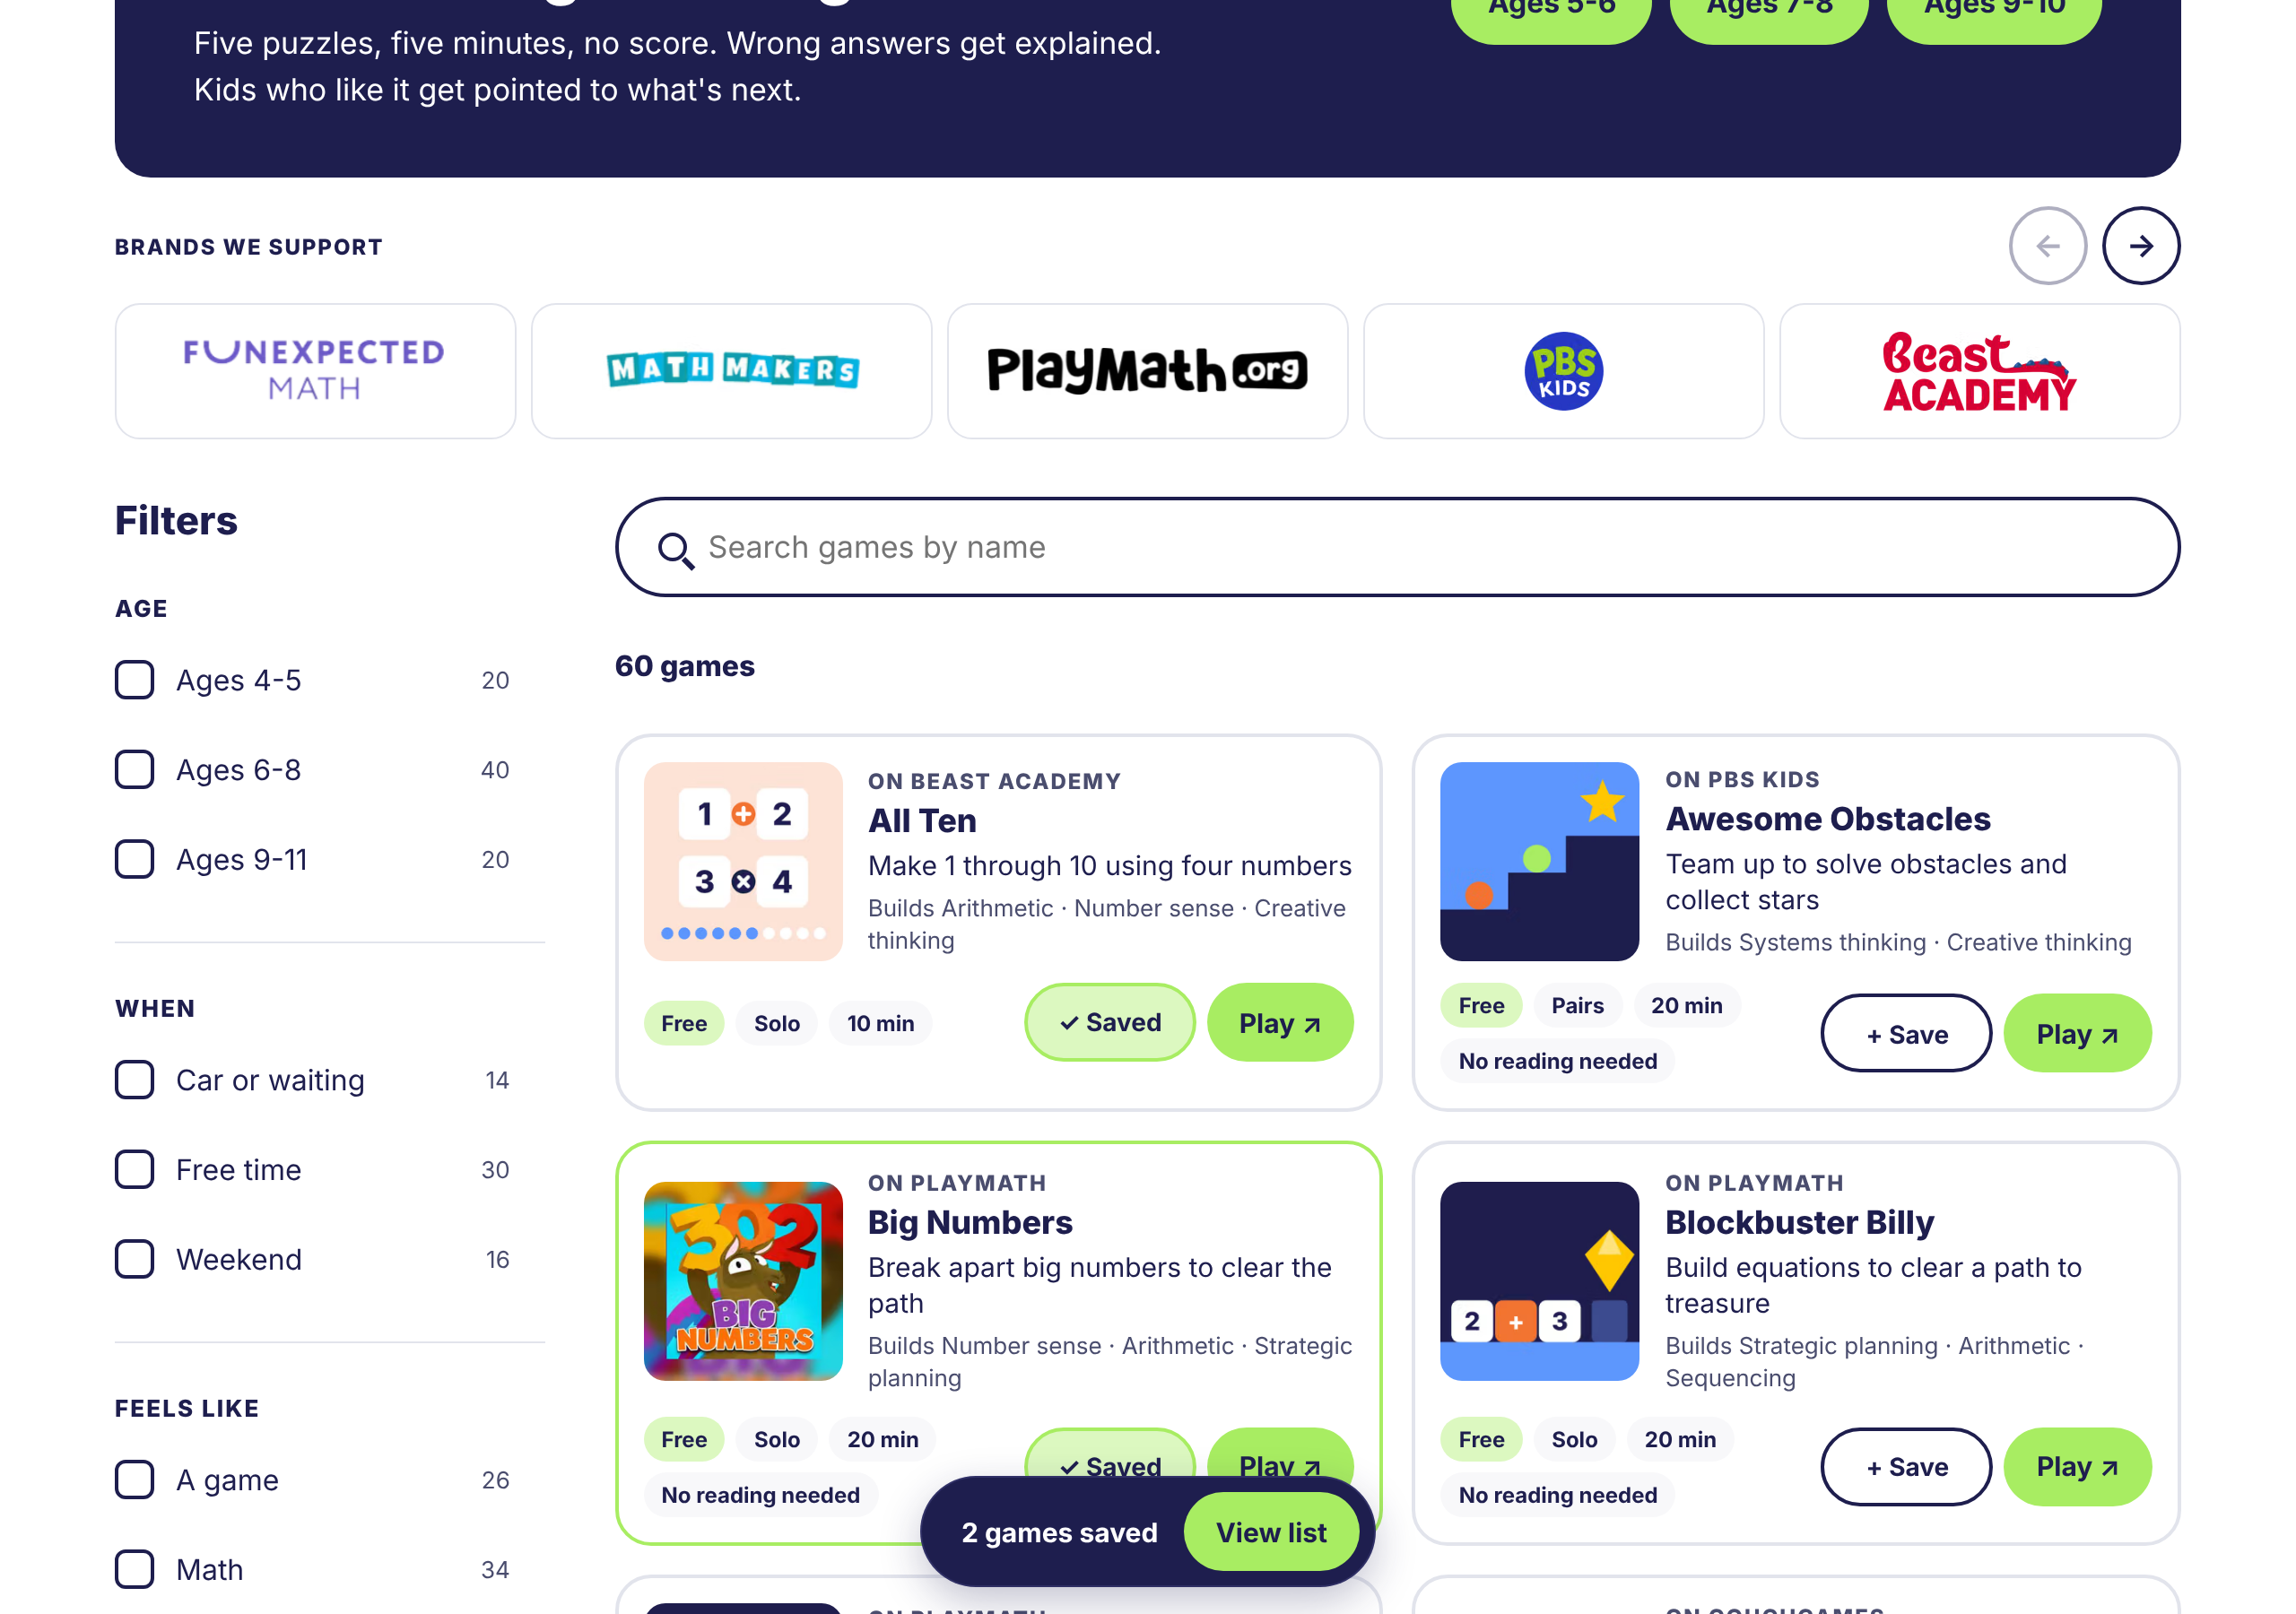 Ages 5-6
Ages 7-8
Ages 9-10
Five puzzles, five minutes, no score. Wrong answers get explained.
Kids who like it get pointed to what's next.
BRANDS WE SUPPORT
FUNEXPECTED
MATH
MATH MAKERS
PlayMath.org
PBS
KIDS
Beast
ACADEMY
Filters
AGE
Ages 4-5 20
Ages 6-8 40
Ages 9-11 20
WHEN
Car or waiting 14
Free time 30
Weekend 16
FEELS LIKE
A game 26
Math 34
Search games by name
60 games
1 + 2
3 × 4
ON BEAST ACADEMY
All Ten
Make 1 through 10 using four numbers
Builds Arithmetic · Number sense · Creative
thinking
Free Solo 10 min
✓ Saved
Play ↗
ON PBS KIDS
Awesome Obstacles
Team up to solve obstacles and
collect stars
Builds Systems thinking · Creative thinking
Free Pairs 20 min
No reading needed
+ Save
Play ↗
302
BIG
NUMBERS
ON PLAYMATH
Big Numbers
Break apart big numbers to clear the
path
Builds Number sense · Arithmetic · Strategic
planning
Free Solo 20 min
No reading needed
✓ Saved
Play ↗
2 + 3
ON PLAYMATH
Blockbuster Billy
Build equations to clear a path to
treasure
Builds Strategic planning · Arithmetic ·
Sequencing
Free Solo 20 min
No reading needed
+ Save
Play ↗
2 games saved
View list
ON PLAYMATH
ON COUCHGAMES